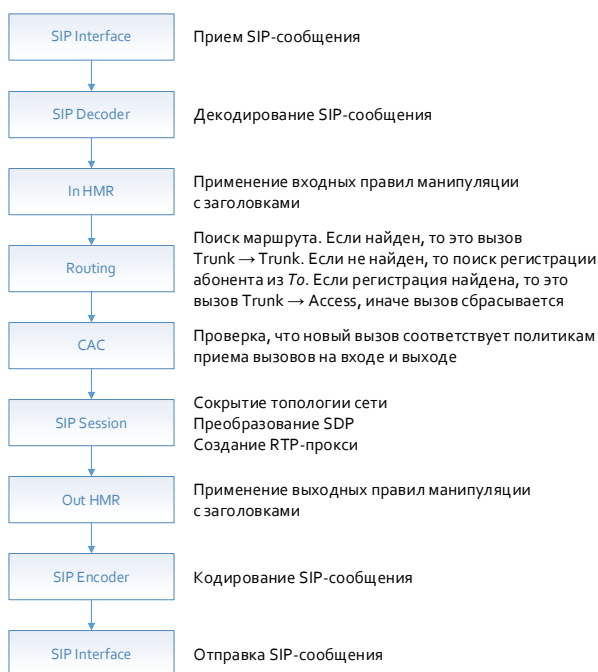 SIP Interface
Прием SIP-сообщения
SIP Decoder
Декодирование SIP-сообщения
In HMR
Применение входных правил манипуляции
с заголовками
Routing
Поиск маршрута. Если найден, то это вызов
Trunk → Trunk. Если не найден, то поиск регистрации
абонента из To. Если регистрация найдена, то это
вызов Trunk → Access, иначе вызов сбрасывается
CAC
Проверка, что новый вызов соответствует политикам
приема вызовов на входе и выходе
SIP Session
Сокрытие топологии сети
Преобразование SDP
Создание RTP-прокси
Out HMR
Применение выходных правил манипуляции
с заголовками
SIP Encoder
Кодирование SIP-сообщения
SIP Interface
Отправка SIP-сообщения